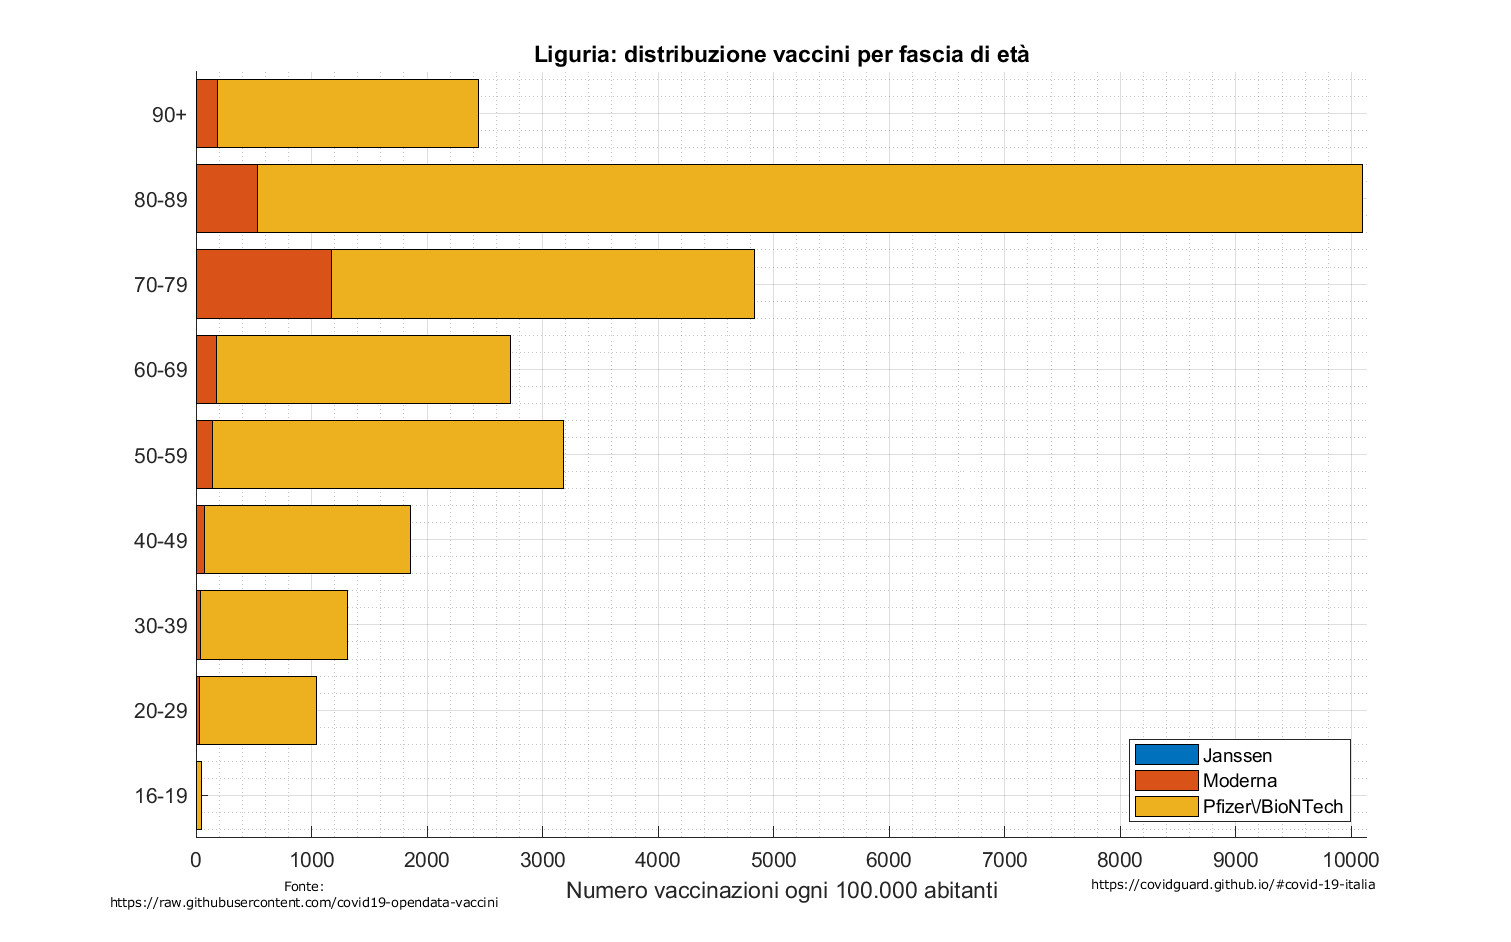 Liguria: distribuzione vaccini per fascia di età
90+
80-89
70-79
60-69
50-59
40-49
30-39
20-29
16-19
Janssen
Moderna
Pfizer\/BioNTech
0 1000 2000 3000 4000 5000 6000 7000 8000 9000 10000
Numero vaccinazioni ogni 100.000 abitanti
Fonte:
https://raw.githubusercontent.com/covid19-opendata-vaccini
https://covidguard.github.io/#covid-19-italia